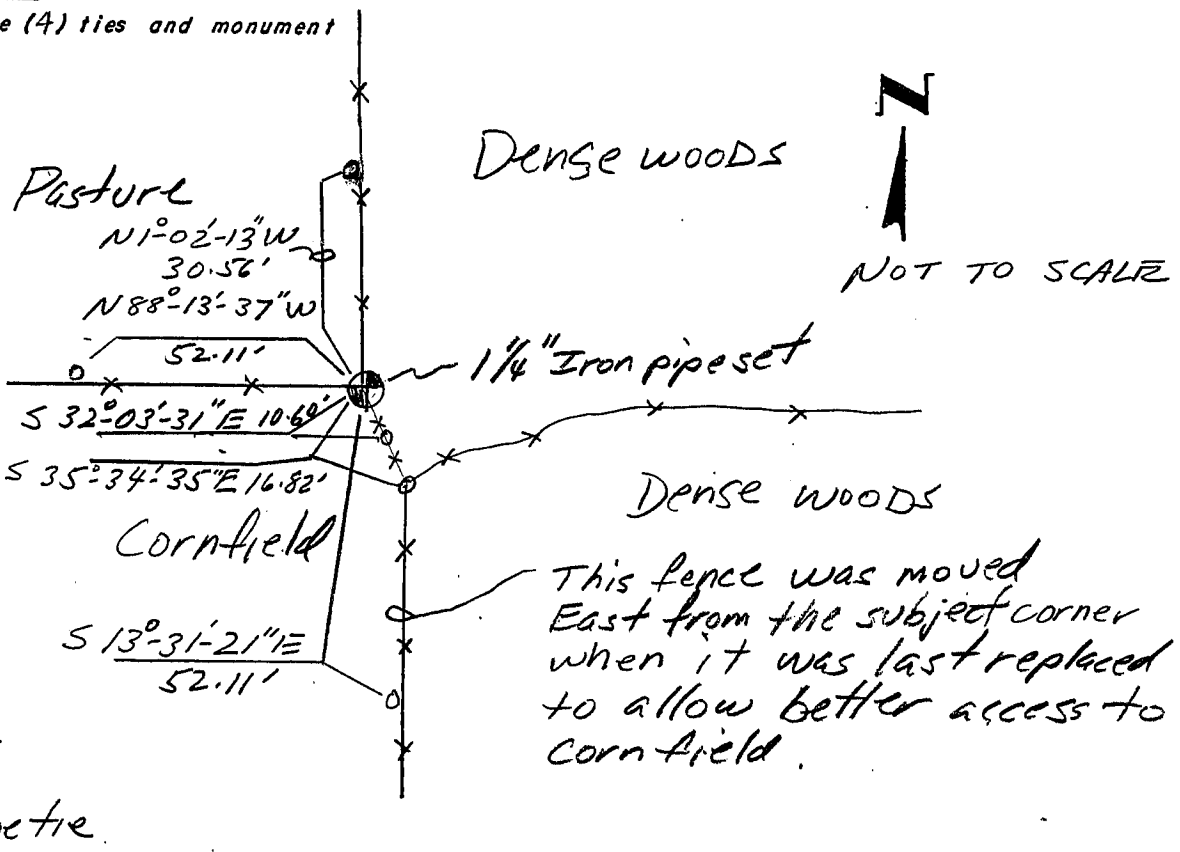 e (4) ties and monument
N
Dense woods
Pasture
N1°-02'-13"W
30.56'
NOT TO SCALE
N88°-13'-37"W
52.11'
1 1/4" Iron pipe set
S 32°-03'-31"E 10.60'
S 35°-34'-35"E 16.82'
Dense woods
Cornfield
This fence was moved
East from the subject corner
when it was last replaced
to allow better access to
cornfield.
S 13°-31-21"E
52.11'
tie